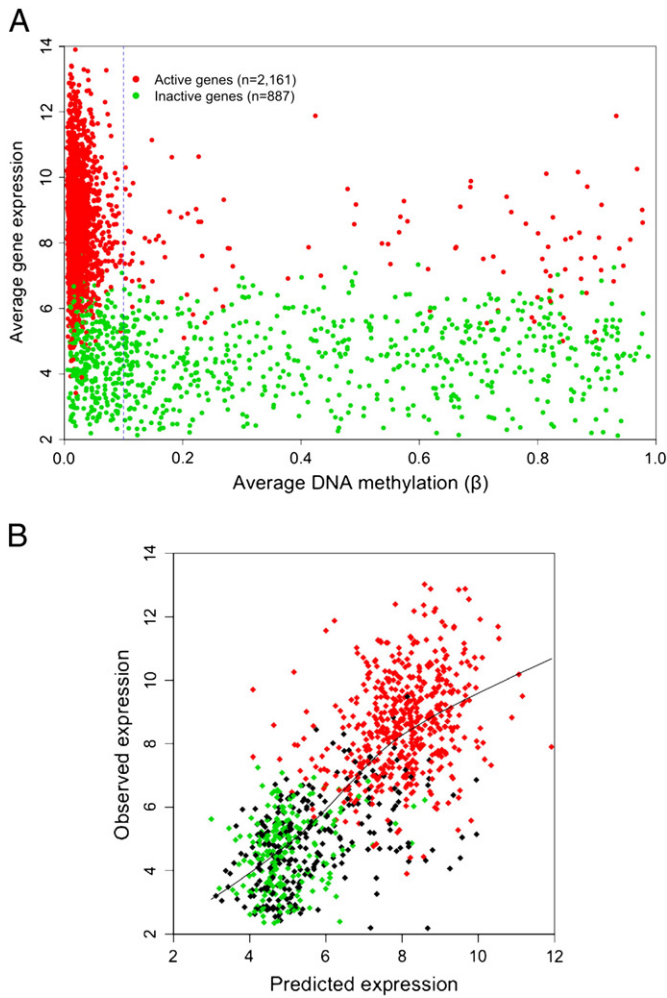 A
14
12
10
8
6
4
2
Average gene expression
Active genes (n=2,161)
Inactive genes (n=887)
0.0 0.2 0.4 0.6 0.8 1.0
Average DNA methylation (β)
B
14
12
10
8
6
4
2
Observed expression
2 4 6 8 10 12
Predicted expression